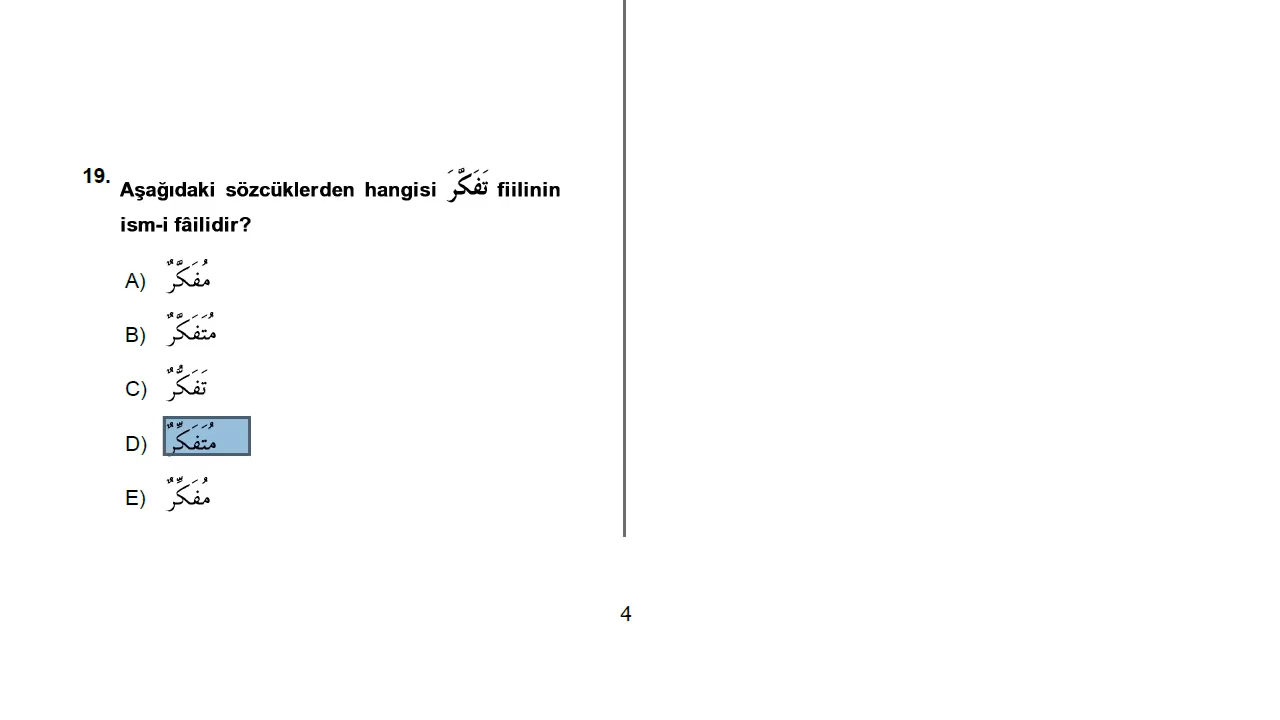 19. Aşağıdaki sözcüklerden hangisi تَفَكَّرَ fiilinin
ism-i fâilidir?
A) مُفَكَّرٌ
B) مُتَفَكَّرٌ
C) تَفَكُّرٌ
D) مُتَفَكِّرٌ
E) مُفَكِّرٌ
4